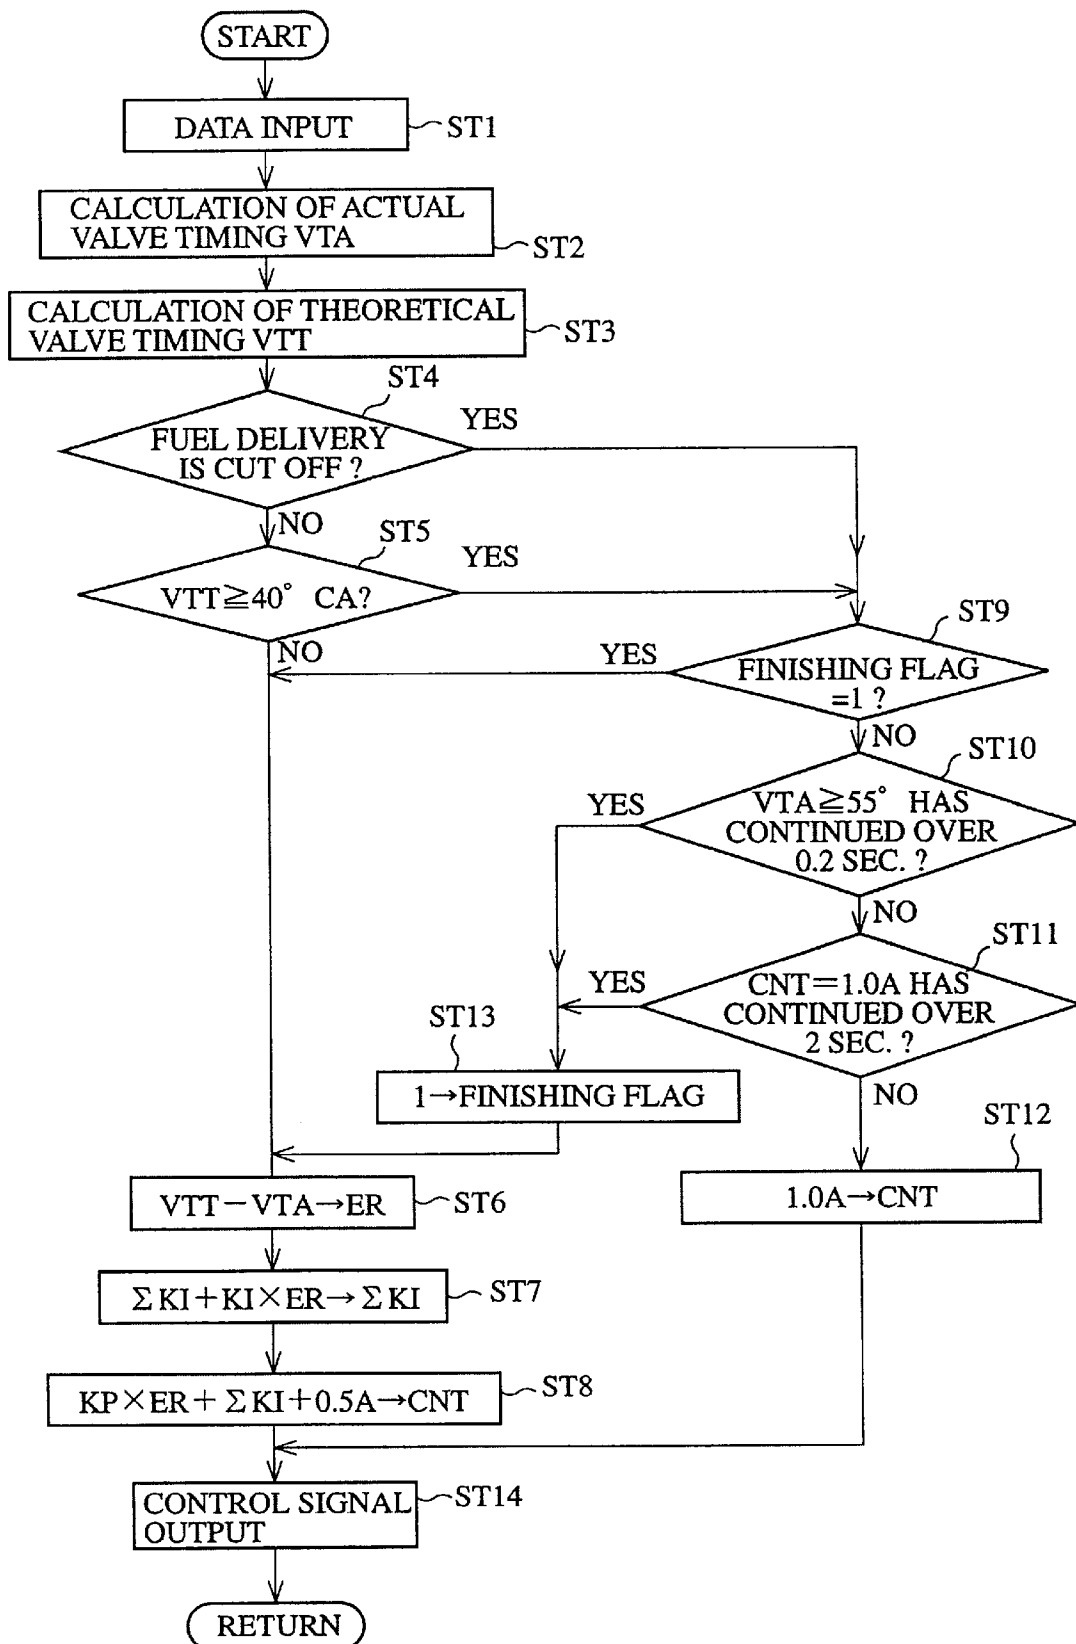 START
DATA INPUT
ST1
CALCULATION OF ACTUAL
VALVE TIMING VTA
ST2
CALCULATION OF THEORETICAL
VALVE TIMING VTT
ST3
ST4
FUEL DELIVERY
IS CUT OFF ?
YES
NO
ST5
VTT≧40° CA?
YES
NO
ST9
FINISHING FLAG
=1 ?
YES
NO
ST10
VTA≧55° HAS
CONTINUED OVER
0.2 SEC. ?
YES
NO
ST11
CNT=1.0A HAS
CONTINUED OVER
2 SEC. ?
YES
NO
ST13
1→FINISHING FLAG
ST12
1.0A→CNT
VTT－VTA→ER
ST6
ΣKI+KI×ER→ΣKI
ST7
KP×ER+ΣKI+0.5A→CNT
ST8
CONTROL SIGNAL
OUTPUT
ST14
RETURN